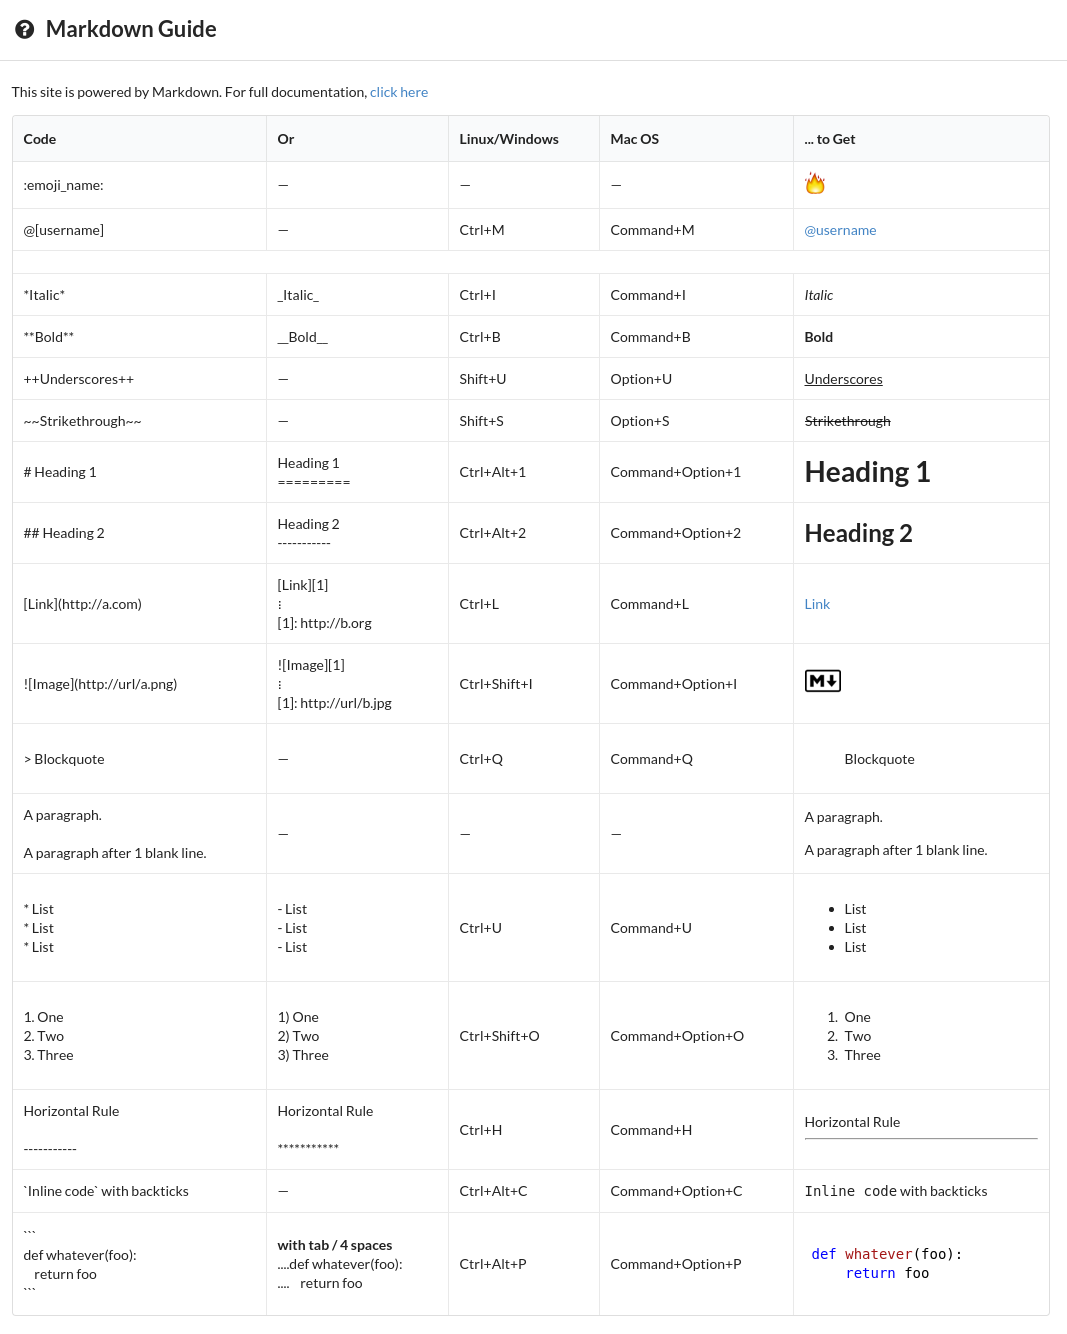 Markdown Guide
This site is powered by Markdown. For full documentation, click here
Code Or Linux/Windows Mac OS ... to Get
:emoji_name: — — —
@[username] — Ctrl+M Command+M @username
*Italic* _Italic_ Ctrl+I Command+I Italic
**Bold** __Bold__ Ctrl+B Command+B Bold
++Underscores++ — Shift+U Option+U Underscores
~~Strikethrough~~ — Shift+S Option+S Strikethrough
# Heading 1
Heading 1
=========
Ctrl+Alt+1 Command+Option+1 Heading 1
## Heading 2
Heading 2
-----------
Ctrl+Alt+2 Command+Option+2 Heading 2
[Link](http://a.com)
[Link][1]
⋮
[1]: http://b.org
Ctrl+L Command+L Link
![Image](http://url/a.png)
![Image][1]
⋮
[1]: http://url/b.jpg
Ctrl+Shift+I Command+Option+I M
> Blockquote — Ctrl+Q Command+Q Blockquote
A paragraph.

A paragraph after 1 blank line.
— — —
A paragraph.
A paragraph after 1 blank line.
* List
* List
* List
- List
- List
- List
Ctrl+U Command+U
• List
• List
• List
1. One
2. Two
3. Three
1) One
2) Two
3) Three
Ctrl+Shift+O Command+Option+O
1. One
2. Two
3. Three
Horizontal Rule

-----------
Horizontal Rule

***********
Ctrl+H Command+H Horizontal Rule
`Inline code` with backticks — Ctrl+Alt+C Command+Option+C Inline code with backticks
```
def whatever(foo):
    return foo
```
with tab / 4 spaces
....def whatever(foo):
....    return foo
Ctrl+Alt+P Command+Option+P
def whatever(foo):
    return foo